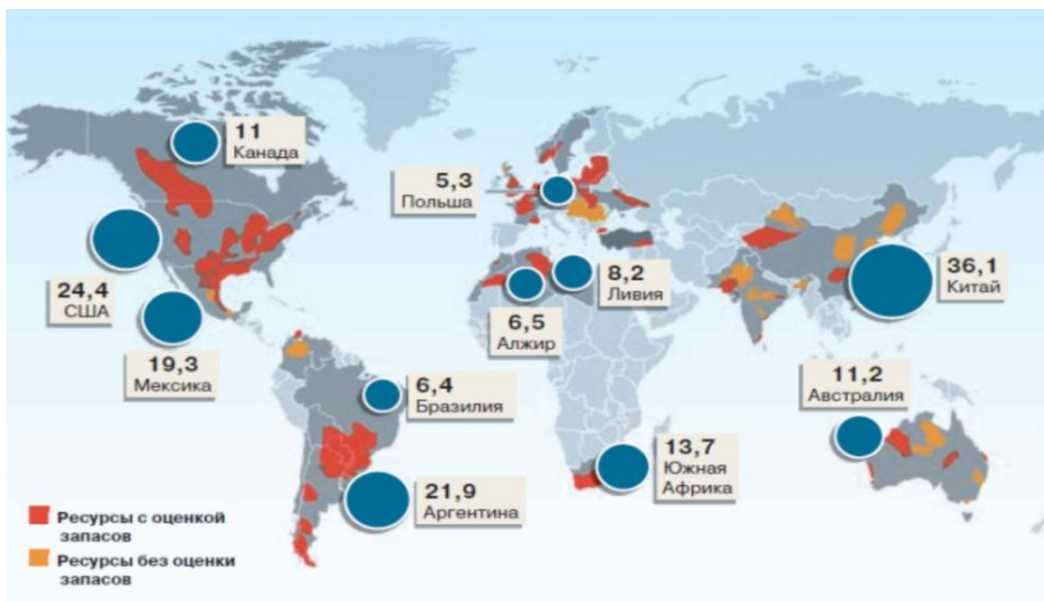 11
Канада
5,3
Польша
24,4
США
8,2
Ливия
36,1
Китай
6,5
Алжир
19,3
Мексика
6,4
Бразилия
11,2
Австралия
13,7
Южная
Африка
21,9
Аргентина
Ресурсы с оценкой
запасов
Ресурсы без оценки
запасов